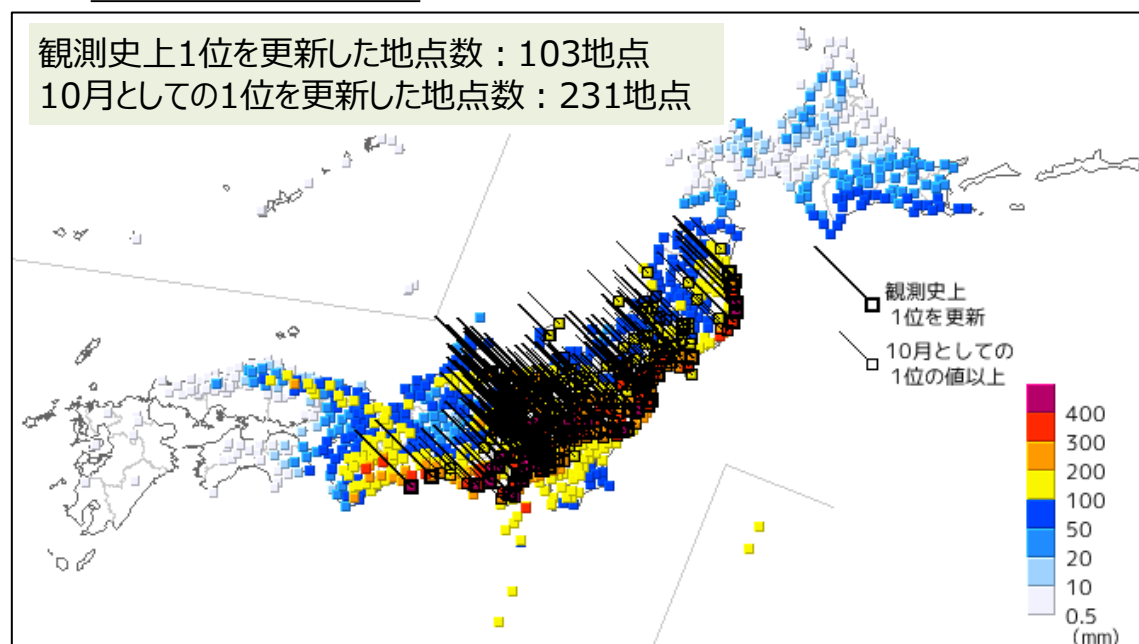 観測史上1位を更新した地点数：103地点
10月としての1位を更新した地点数：231地点
観測史上
1位を更新
10月としての
1位の値以上
400
300
200
100
50
20
10
0.5
(mm)